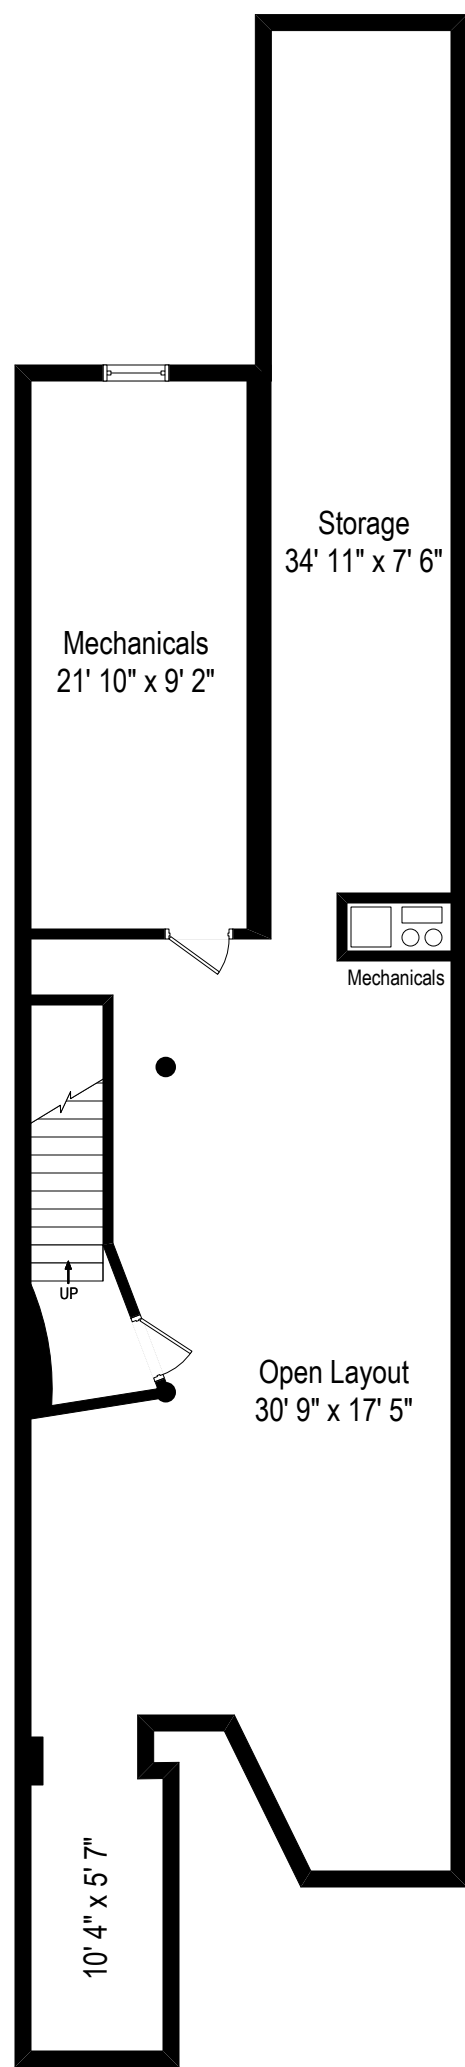 Storage
34' 11" x 7' 6"
Mechanicals
21' 10" x 9' 2"
Mechanicals
UP
Open Layout
30' 9" x 17' 5"
10' 4" x 5' 7"